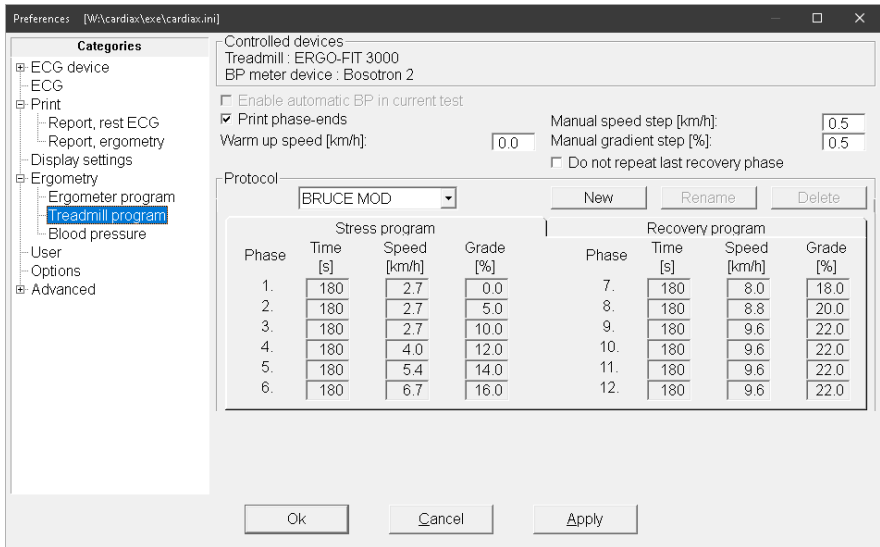 Preferences [W:\cardiax\exe\cardiax.ini]
Categories
ECG device
ECG
Print
Report, rest ECG
Report, ergometry
Display settings
Ergometry
Ergometer program
Treadmill program
Blood pressure
User
Options
Advanced
Controlled devices
Treadmill : ERGO-FIT 3000
BP meter device : Bosotron 2
Enable automatic BP in current test
Print phase-ends
Warm up speed [km/h]: 0.0
Manual speed step [km/h]: 0.5
Manual gradient step [%]: 0.5
Do not repeat last recovery phase
Protocol
BRUCE MOD New Rename Delete
Stress program Recovery program
Phase Time [s] Speed [km/h] Grade [%] Phase Time [s] Speed [km/h] Grade [%]
1. 180 2.7 0.0 7. 180 8.0 18.0
2. 180 2.7 5.0 8. 180 8.8 20.0
3. 180 2.7 10.0 9. 180 9.6 22.0
4. 180 4.0 12.0 10. 180 9.6 22.0
5. 180 5.4 14.0 11. 180 9.6 22.0
6. 180 6.7 16.0 12. 180 9.6 22.0
Ok Cancel Apply